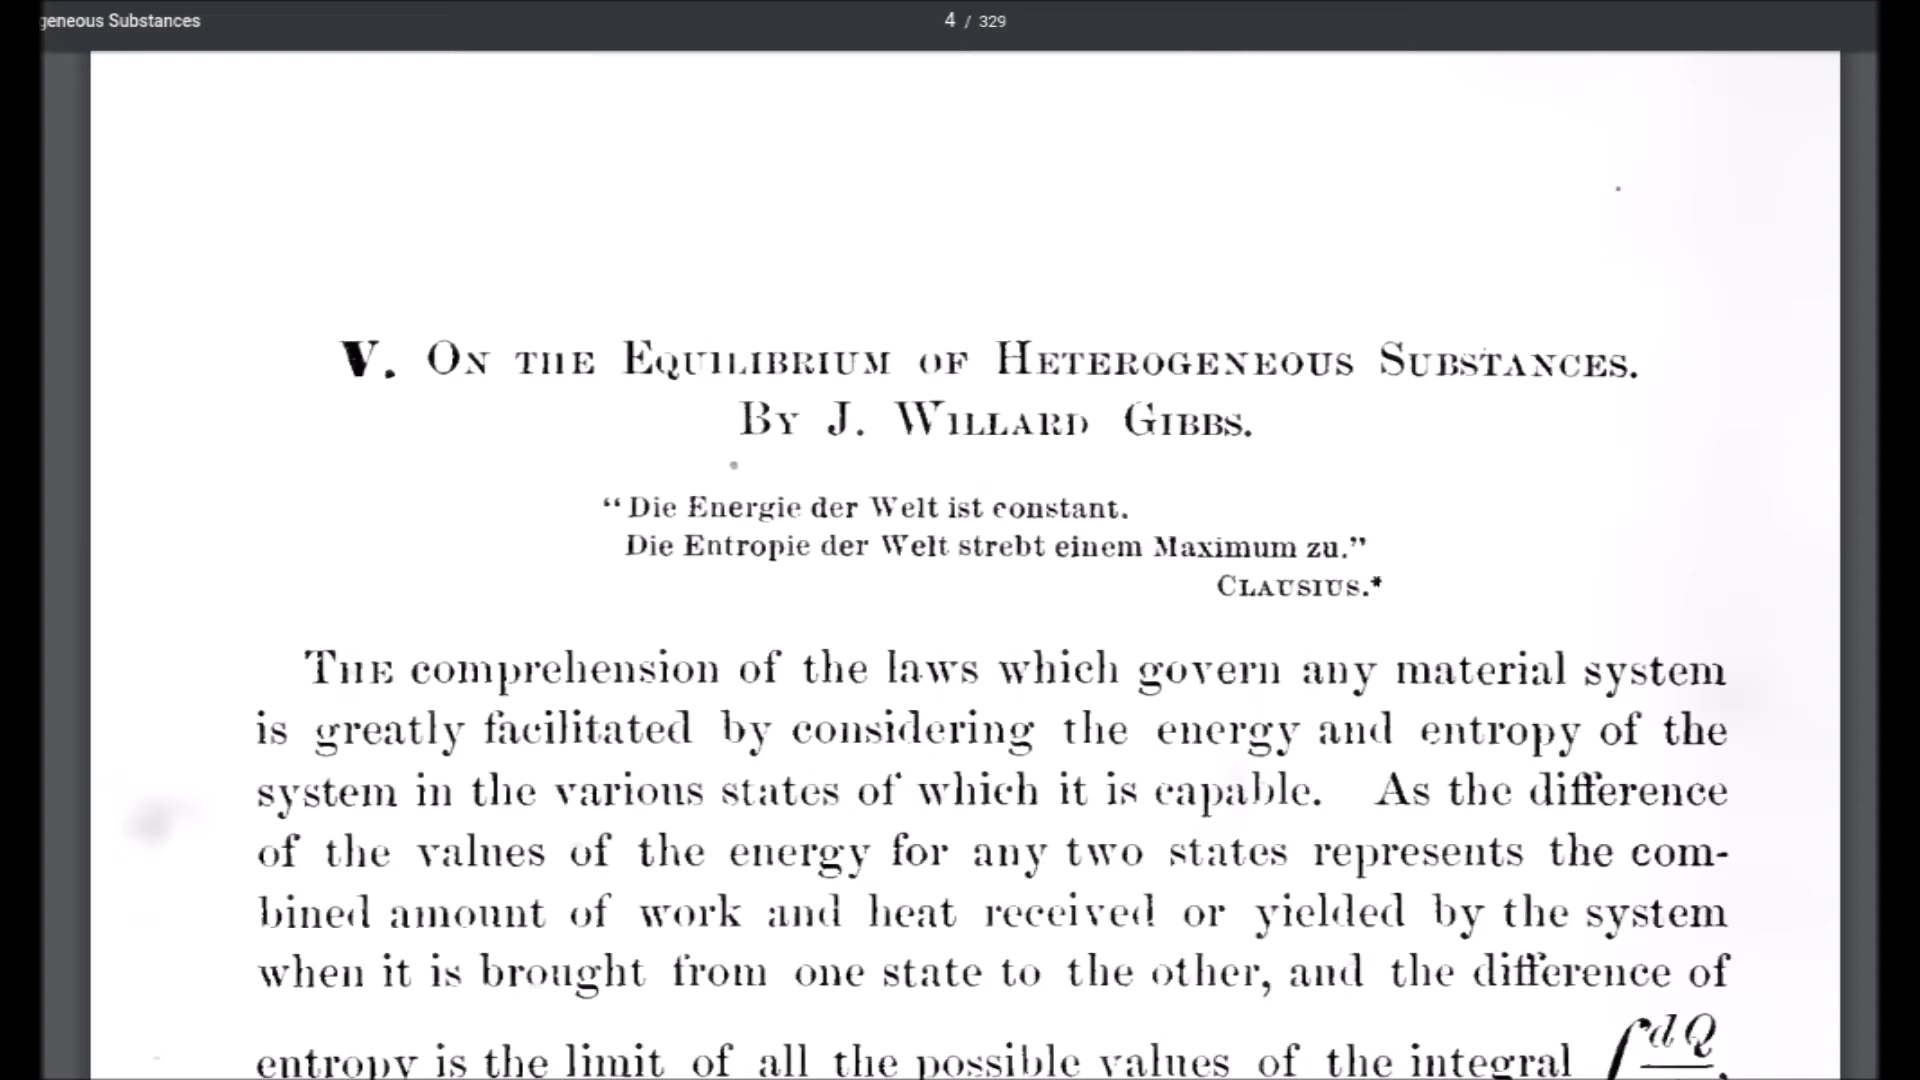 geneous Substances
4 / 329
V. On the Equilibrium of Heterogeneous Substances.
By J. Willard Gibbs.
“Die Energie der Welt ist constant.
Die Entropie der Welt strebt einem Maximum zu.”
Clausius.*
The comprehension of the laws which govern any material system
is greatly facilitated by considering the energy and entropy of the
system in the various states of which it is capable. As the difference
of the values of the energy for any two states represents the com-
bined amount of work and heat received or yielded by the system
when it is brought from one state to the other, and the difference of
entropy is the limit of all the possible values of the integral ∫dQ